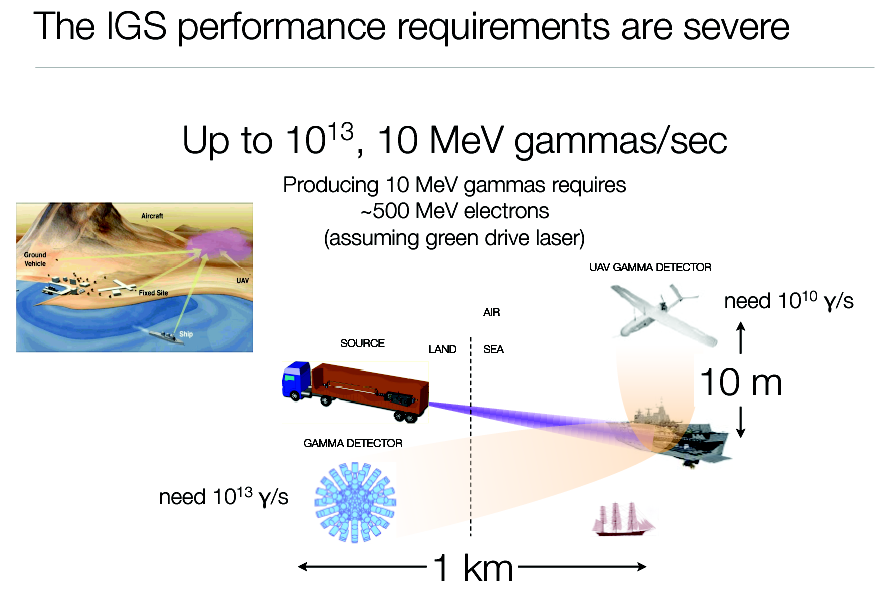 The IGS performance requirements are severe
Up to 10¹³, 10 MeV gammas/sec
Producing 10 MeV gammas requires
~500 MeV electrons
(assuming green drive laser)
Aircraft
Ground
Vehicle
Fixed Site
UAV
Ship
UAV GAMMA DETECTOR
need 10¹⁰ γ/s
AIR
SOURCE
LAND
SEA
10 m
GAMMA DETECTOR
need 10¹³ γ/s
1 km